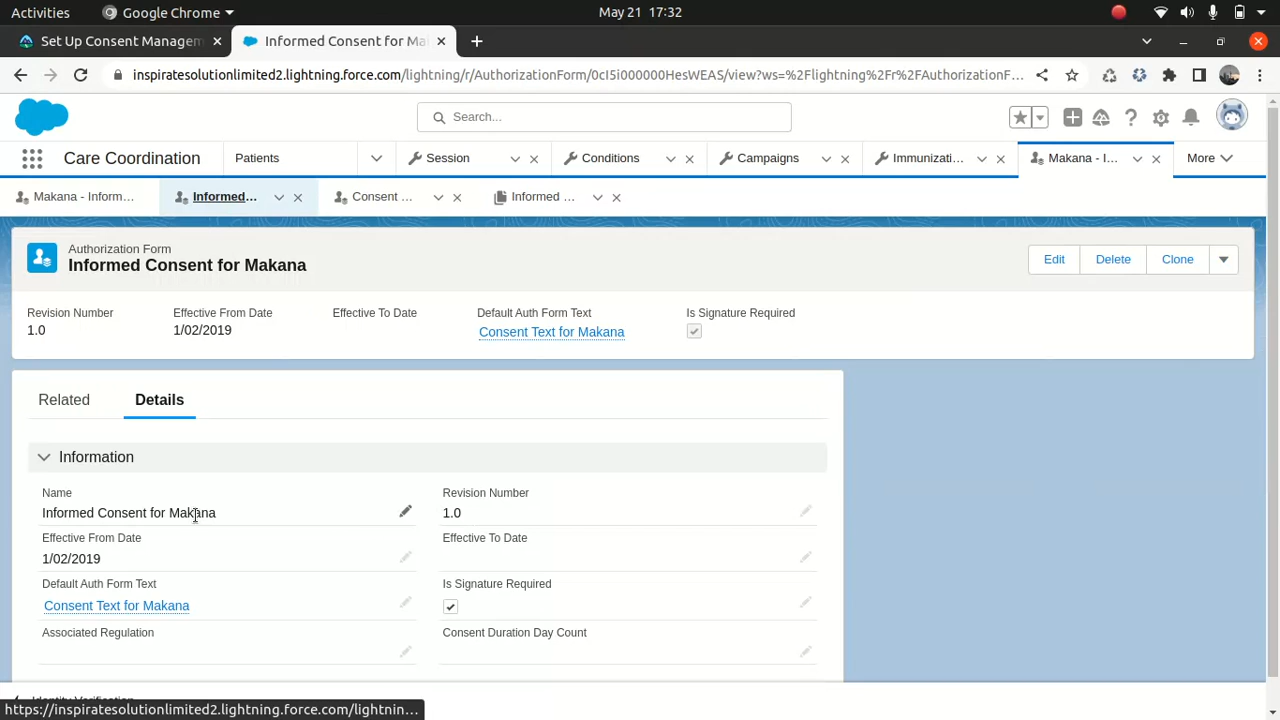 Activities
Google Chrome
May 21 17:32
Set Up Consent Managem
Informed Consent for Ma
inspiratesolutionlimited2.lightning.force.com/lightning/r/AuthorizationForm/0cI5i000000HesWEAS/view?ws=%2Flightning%2Fr%2FAuthorizationF...
Search...
Care Coordination
Patients
Session
Conditions
Campaigns
Immunizati...
Makana - I...
More
Makana - Inform...
Informed...
Consent ...
Informed ...
Authorization Form
Informed Consent for Makana
Edit
Delete
Clone
Revision Number
1.0
Effective From Date
1/02/2019
Effective To Date
Default Auth Form Text
Consent Text for Makana
Is Signature Required
Related
Details
Information
Name
Informed Consent for Makana
Revision Number
1.0
Effective From Date
1/02/2019
Effective To Date
Default Auth Form Text
Consent Text for Makana
Is Signature Required
Associated Regulation
Consent Duration Day Count
Identity Verification
https://inspiratesolutionlimited2.lightning.force.com/lightnin...